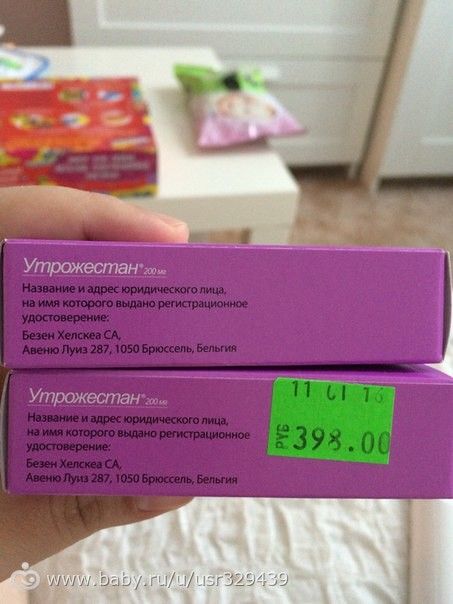 Утрожестан® 200 мг
Название и адрес юридического лица,
на имя которого выдано регистрационное
удостоверение:
Безен Хелскеа СА,
Авеню Луиз 287, 1050 Брюссель, Бельгия
Утрожестан® 200 мг
Название и адрес юридического лица,
на имя которого выдано регистрационное
удостоверение:
Безен Хелскеа СА,
Авеню Луиз 287, 1050 Брюссель, Бельгия
11 01 16
РУБ 398.00
www.baby.ru/u/usr329439